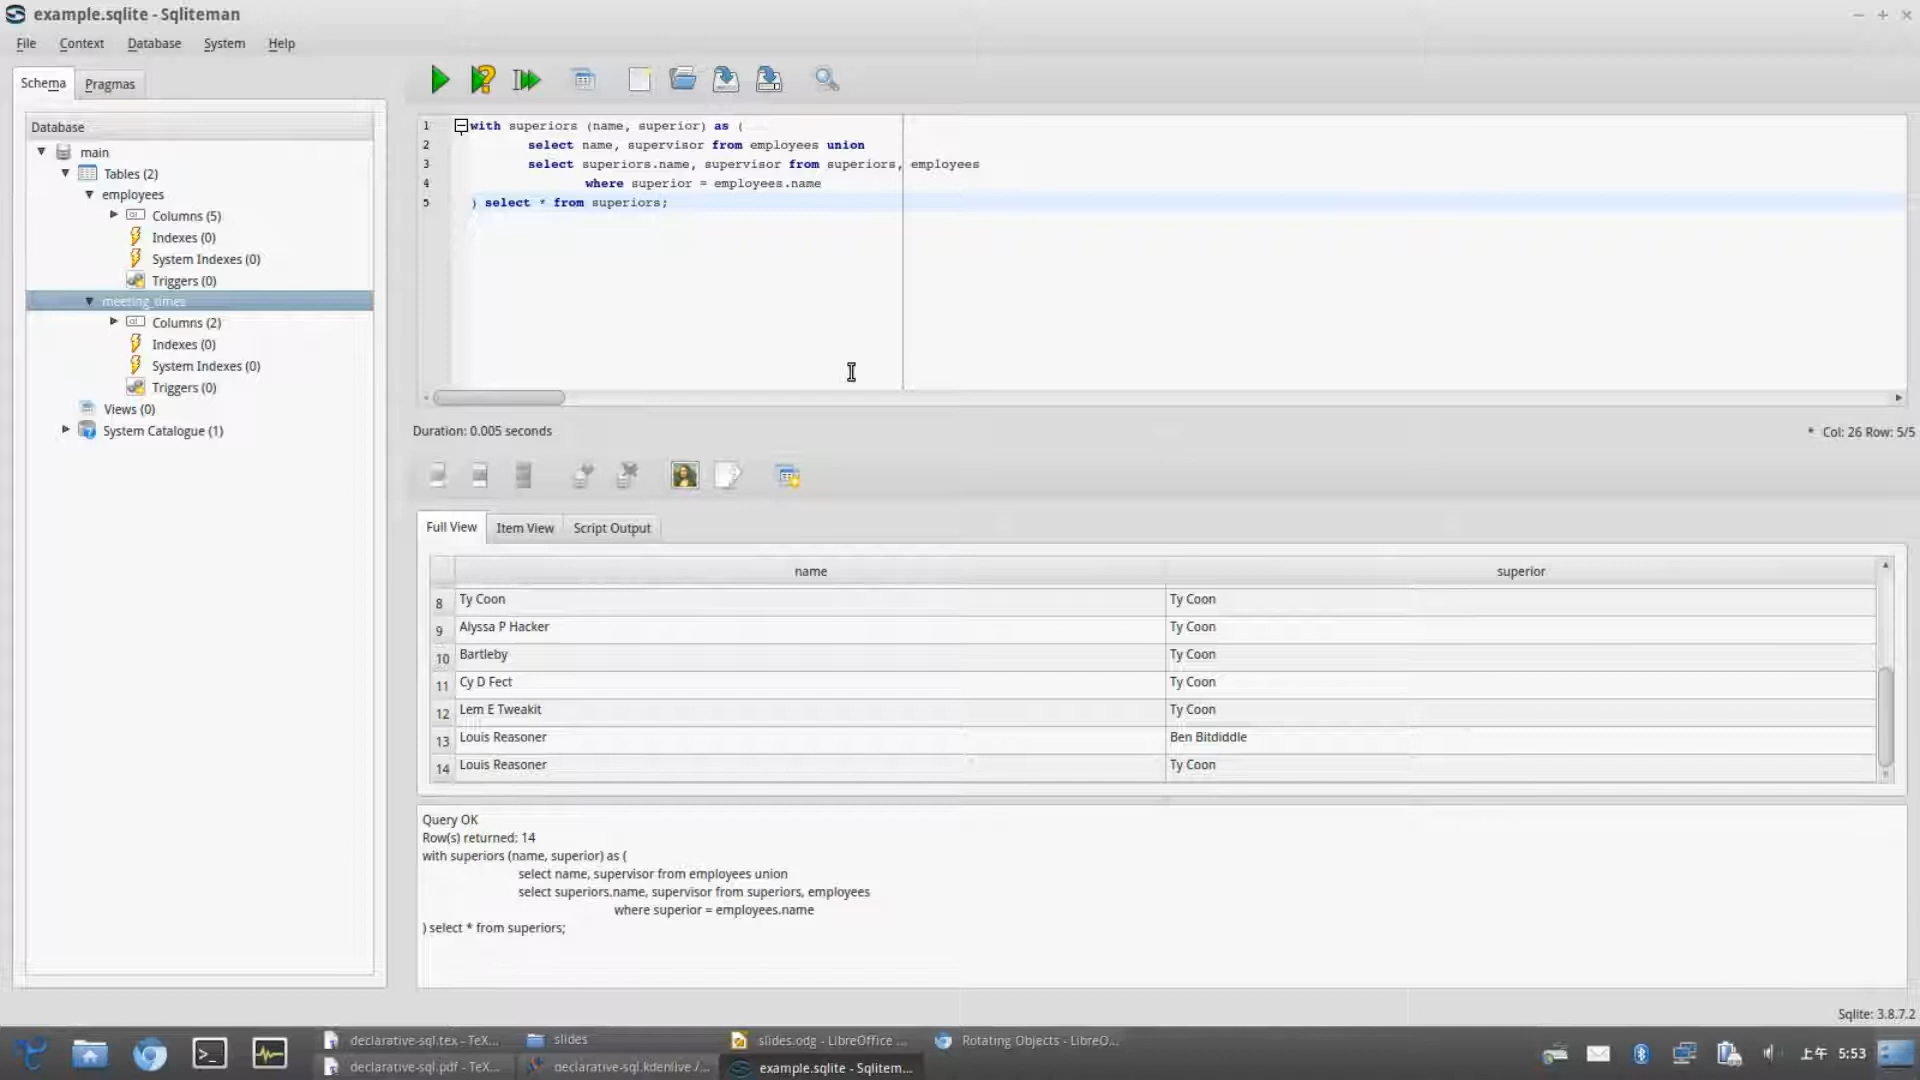 example.sqlite - Sqliteman
File Context Database System Help
Schema Pragmas
Database
main
Tables (2)
employees
Columns (5)
Indexes (0)
System Indexes (0)
Triggers (0)
meeting_times
Columns (2)
Indexes (0)
System Indexes (0)
Triggers (0)
Views (0)
System Catalogue (1)
1 with superiors (name, superior) as (
2 select name, supervisor from employees union
3 select superiors.name, supervisor from superiors, employees
4 where superior = employees.name
5 ) select * from superiors;
Duration: 0.005 seconds
* Col: 26 Row: 5/5
Full View Item View Script Output
name superior
8 Ty Coon Ty Coon
9 Alyssa P Hacker Ty Coon
10 Bartleby Ty Coon
11 Cy D Fect Ty Coon
12 Lem E Tweakit Ty Coon
13 Louis Reasoner Ben Bitdiddle
14 Louis Reasoner Ty Coon
Query OK
Row(s) returned: 14
with superiors (name, superior) as (
select name, supervisor from employees union
select superiors.name, supervisor from superiors, employees
where superior = employees.name
) select * from superiors;
Sqlite: 3.8.7.2
declarative-sql.tex - TeX... slides slides.odg - LibreOffice ... Rotating Objects - LibreO...
declarative-sql.pdf - TeX... declarative-sql.kdenlive /... example.sqlite - Sqlitem...
上午 5:53